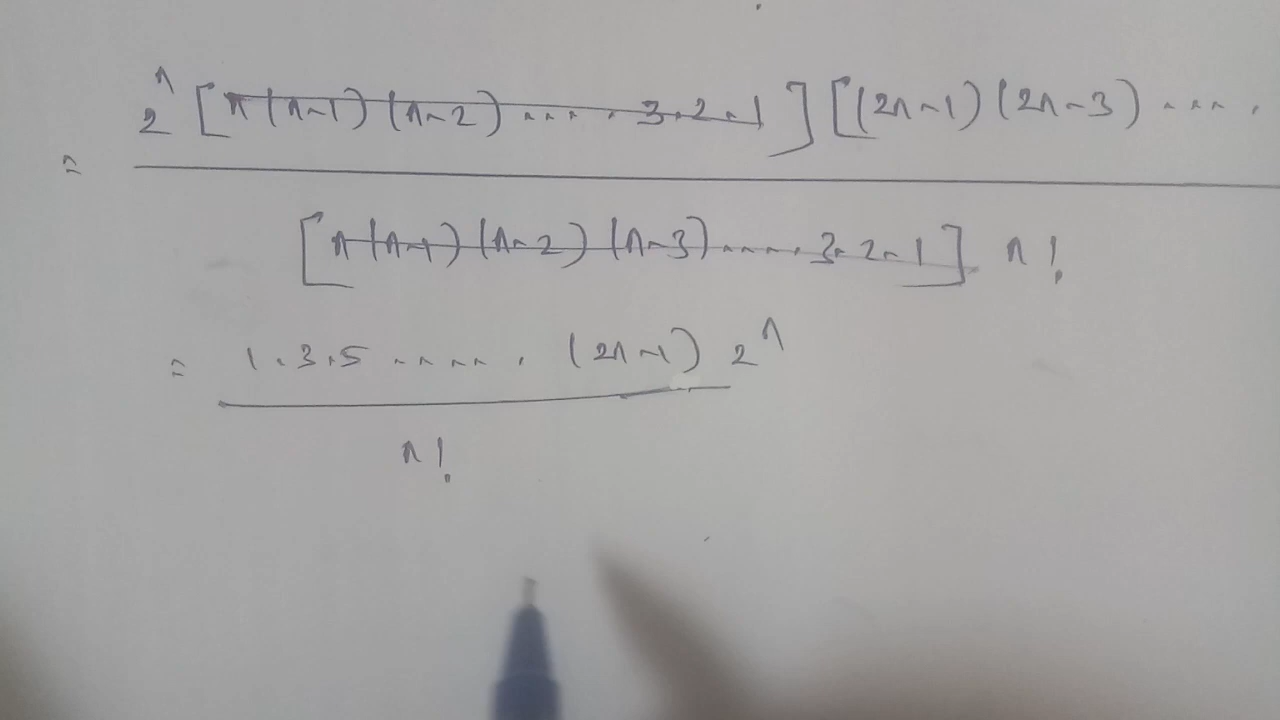 = 2^n [n(n-1)(n-2) ..... 3.2.1] [(2n-1)(2n-3) ....
[n(n-1)(n-2)(n-3) ..... 3.2.1] n!
= 1.3.5 ..... (2n-1) 2^n
n!